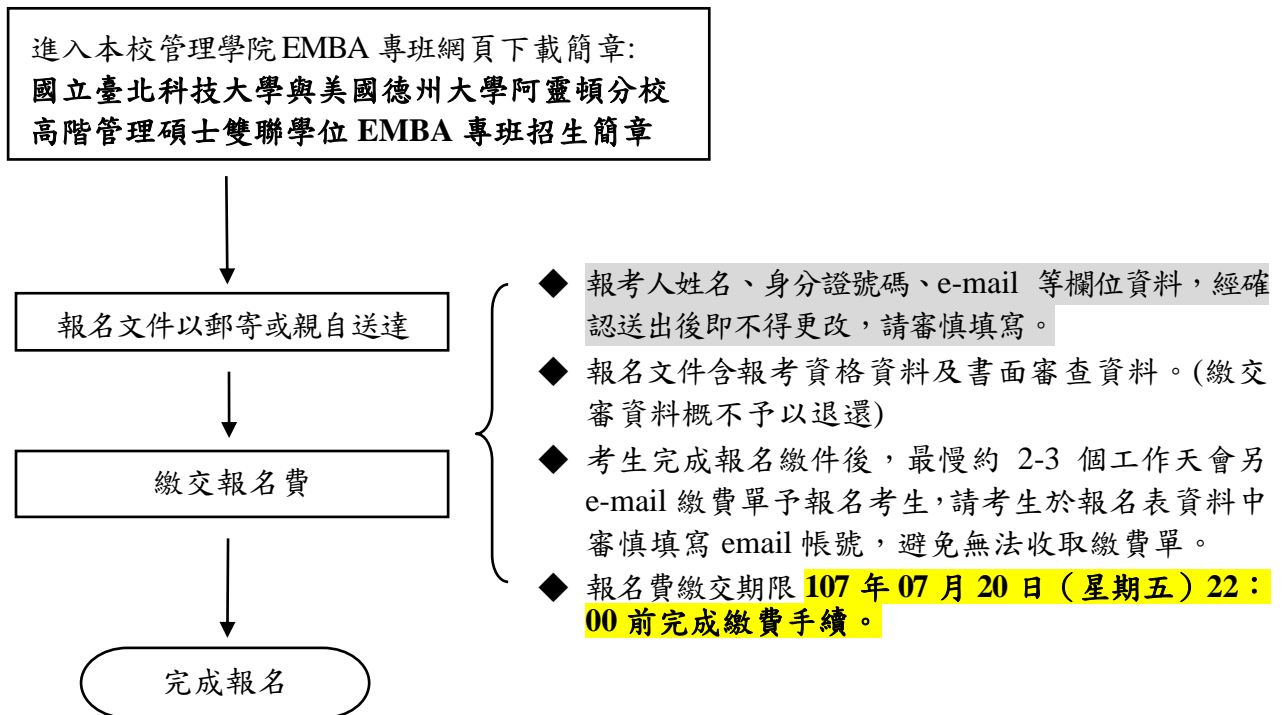 進入本校管理學院 EMBA 專班網頁下載簡章:
國立臺北科技大學與美國德州大學阿靈頓分校
高階管理碩士雙聯學位 EMBA 專班招生簡章
報名文件以郵寄或親自送達
繳交報名費
完成報名
◆ 報考人姓名、身分證號碼、e-mail 等欄位資料，經確
認送出後即不得更改，請審慎填寫。
◆ 報名文件含報考資格資料及書面審查資料。(繳交
審資料概不予以退還)
◆ 考生完成報名繳件後，最慢約 2-3 個工作天會另
e-mail 繳費單予報名考生，請考生於報名表資料中
審慎填寫 email 帳號，避免無法收取繳費單。
◆ 報名費繳交期限 107 年 07 月 20 日（星期五）22：
00 前完成繳費手續。